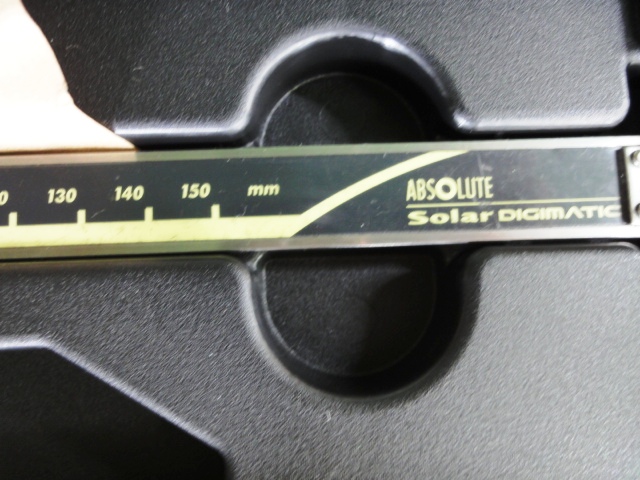 130 140 150 mm
ABSOLUTE
Solar DIGIMATIC